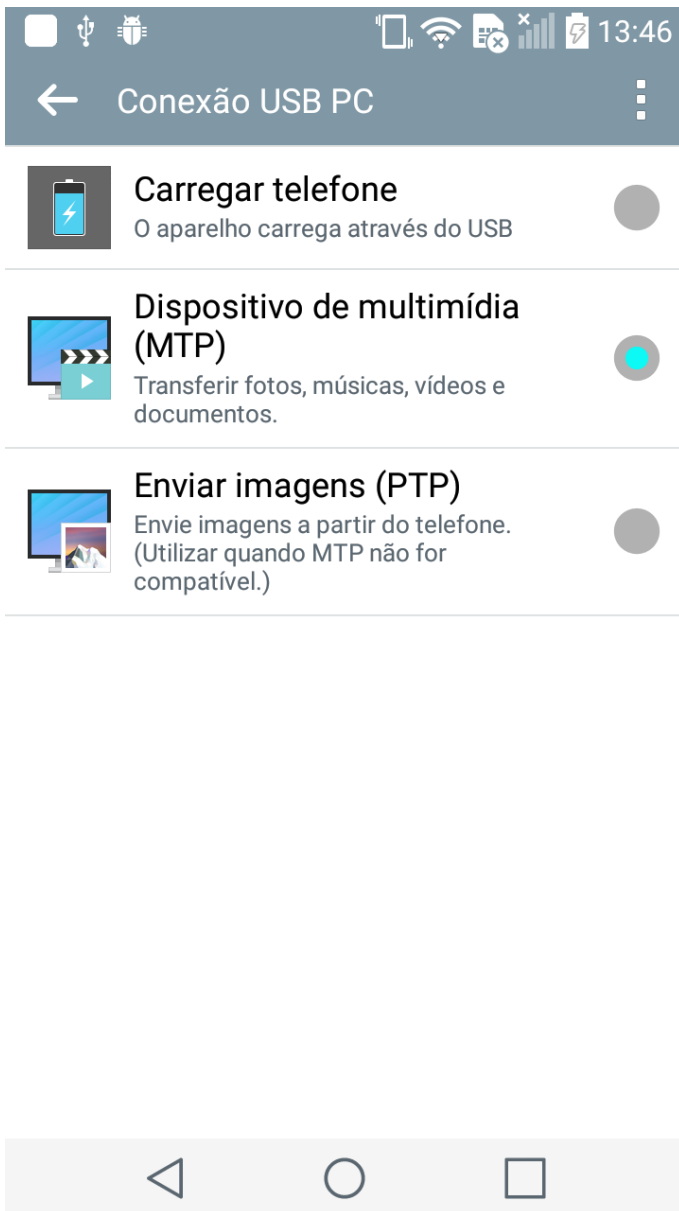 13:46
Conexão USB PC
Carregar telefone
O aparelho carrega através do USB
Dispositivo de multimídia
(MTP)
Transferir fotos, músicas, vídeos e
documentos.
Enviar imagens (PTP)
Envie imagens a partir do telefone.
(Utilizar quando MTP não for
compatível.)